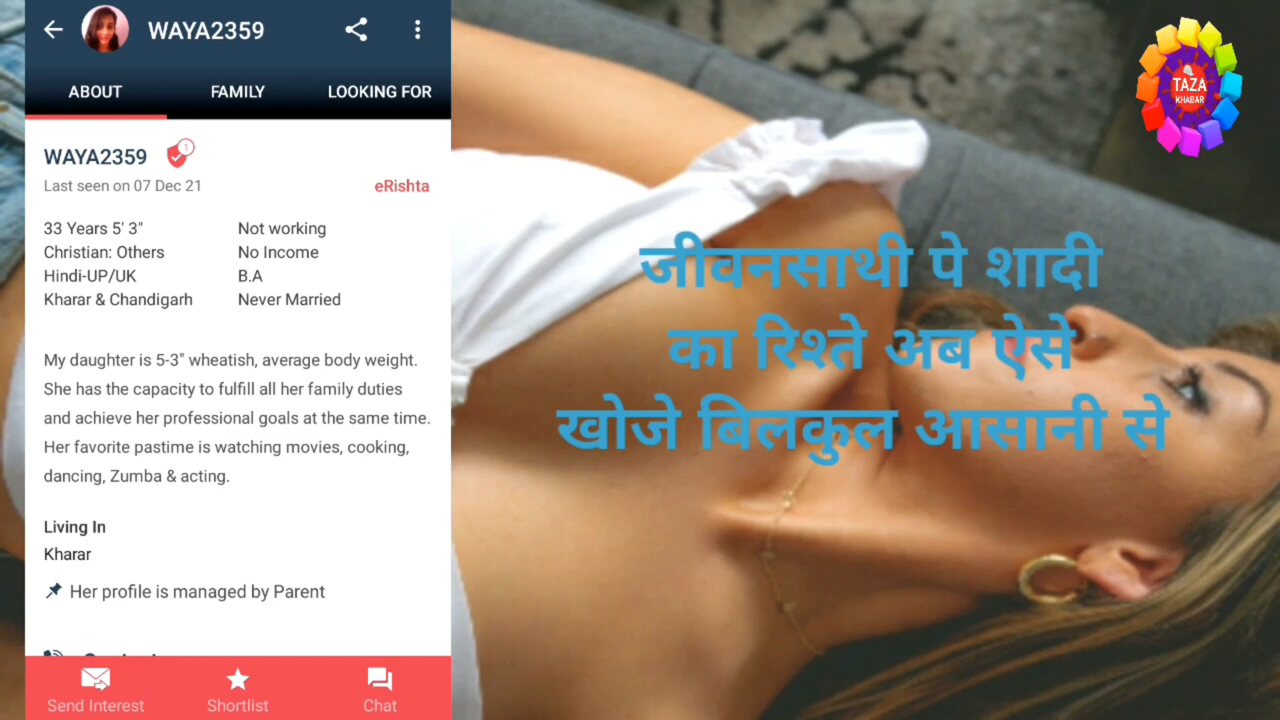 WAYA2359
ABOUT FAMILY LOOKING FOR
WAYA2359 1
Last seen on 07 Dec 21 eRishta
33 Years 5' 3" Not working
Christian: Others No Income
Hindi-UP/UK B.A
Kharar & Chandigarh Never Married
My daughter is 5-3" wheatish, average body weight.
She has the capacity to fulfill all her family duties
and achieve her professional goals at the same time.
Her favorite pastime is watching movies, cooking,
dancing, Zumba & acting.
Living In
Kharar
Her profile is managed by Parent
Send Interest Shortlist Chat
जीवनसाथी पे शादी
का रिश्ते अब ऐसे
खोजे बिलकुल आसानी से
TAZA
KHABAR